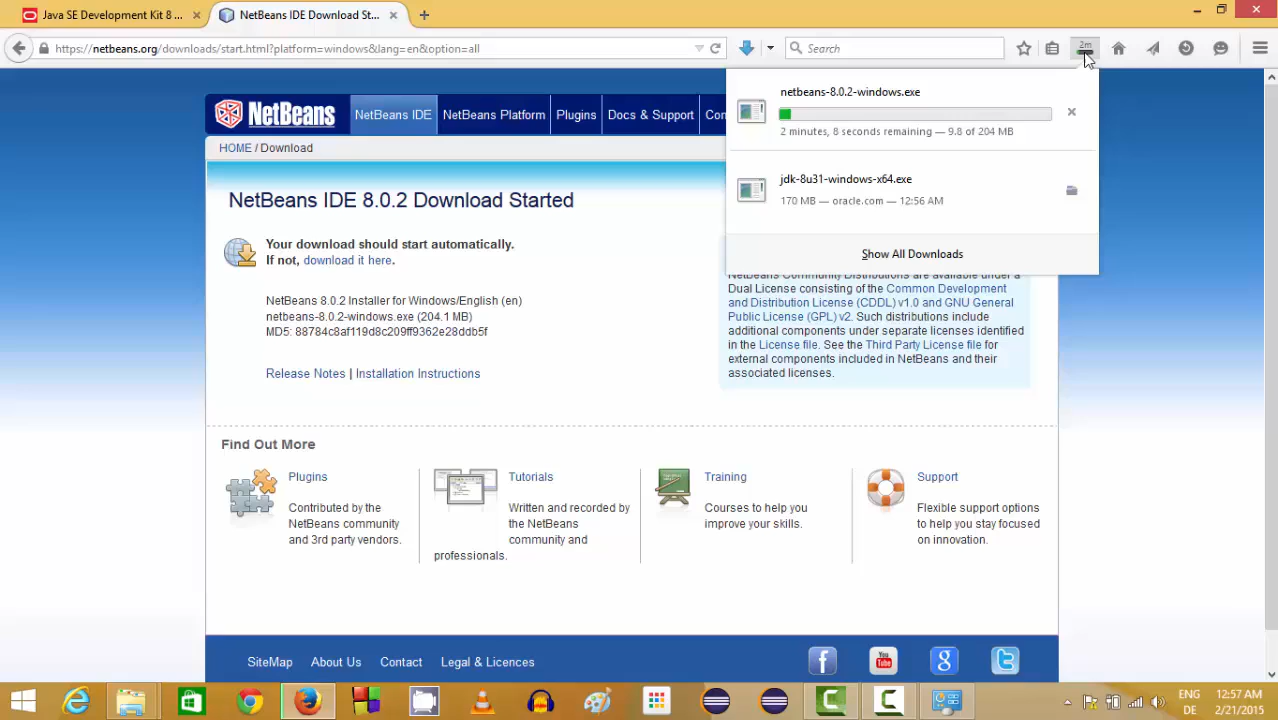 Java SE Development Kit 8 ...
NetBeans IDE Download St...
https://netbeans.org/downloads/start.html?platform=windows&lang=en&option=all
Search
2m
netbeans-8.0.2-windows.exe
2 minutes, 8 seconds remaining — 9.8 of 204 MB
jdk-8u31-windows-x64.exe
170 MB — oracle.com — 12:56 AM
Show All Downloads
NetBeans
NetBeans IDE
NetBeans Platform
Plugins
Docs & Support
Con
HOME / Download
NetBeans IDE 8.0.2 Download Started
Your download should start automatically.
If not, download it here.
NetBeans 8.0.2 Installer for Windows/English (en)
netbeans-8.0.2-windows.exe (204.1 MB)
MD5: 88784c8af119d8c209ff9362e28ddb5f
Release Notes | Installation Instructions
NetBeans Community Distributions are available under a
Dual License consisting of the Common Development
and Distribution License (CDDL) v1.0 and GNU General
Public License (GPL) v2. Such distributions include
additional components under separate licenses identified
in the License file. See the Third Party License file for
external components included in NetBeans and their
associated licenses.
Find Out More
Plugins
Contributed by the
NetBeans community
and 3rd party vendors.
Tutorials
Written and recorded by
the NetBeans
community and
professionals.
Training
Courses to help you
improve your skills.
Support
Flexible support options
to help you stay focused
on innovation.
SiteMap
About Us
Contact
Legal & Licences
You
Tube
ENG
DE
12:57 AM
2/21/2015